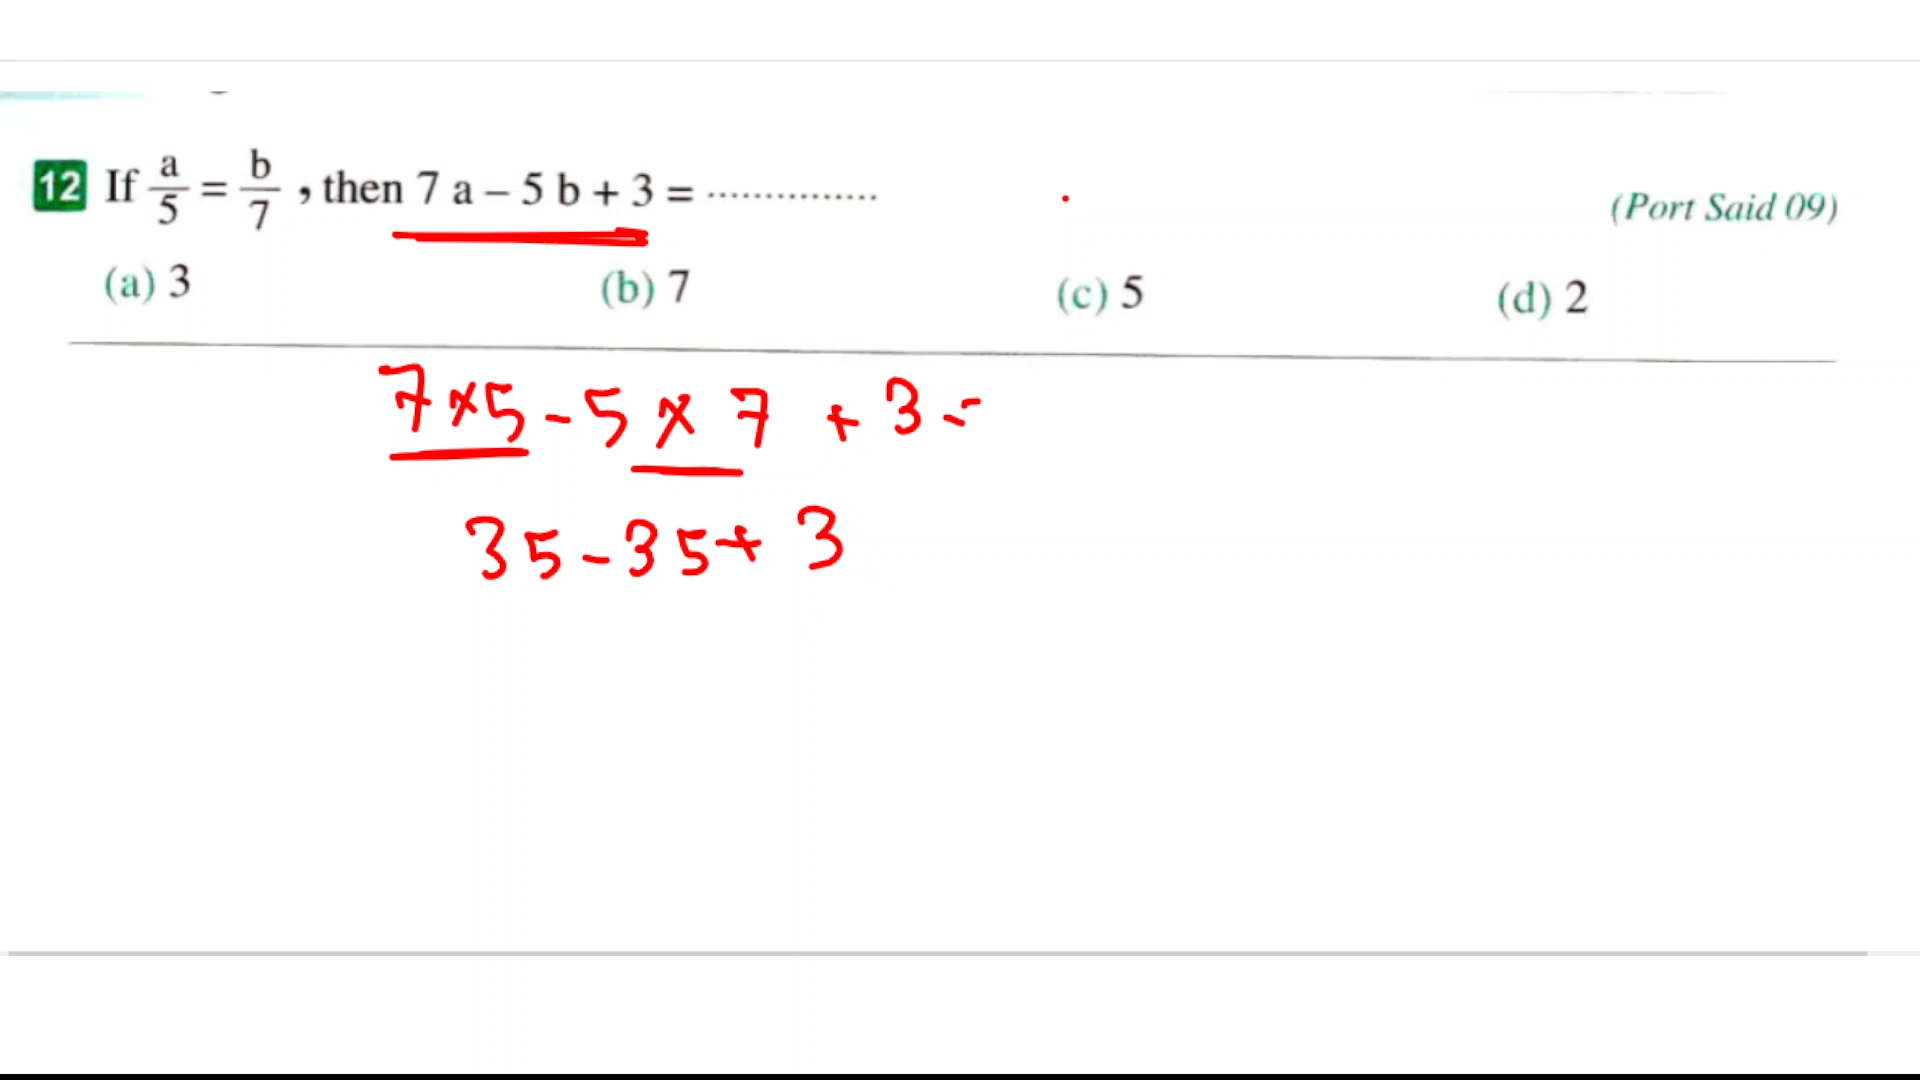 12 If a/5 = b/7 , then 7 a – 5 b + 3 = ............... (Port Said 09)
(a) 3 (b) 7 (c) 5 (d) 2
7×5 - 5 × 7 + 3 =
35 - 35 + 3